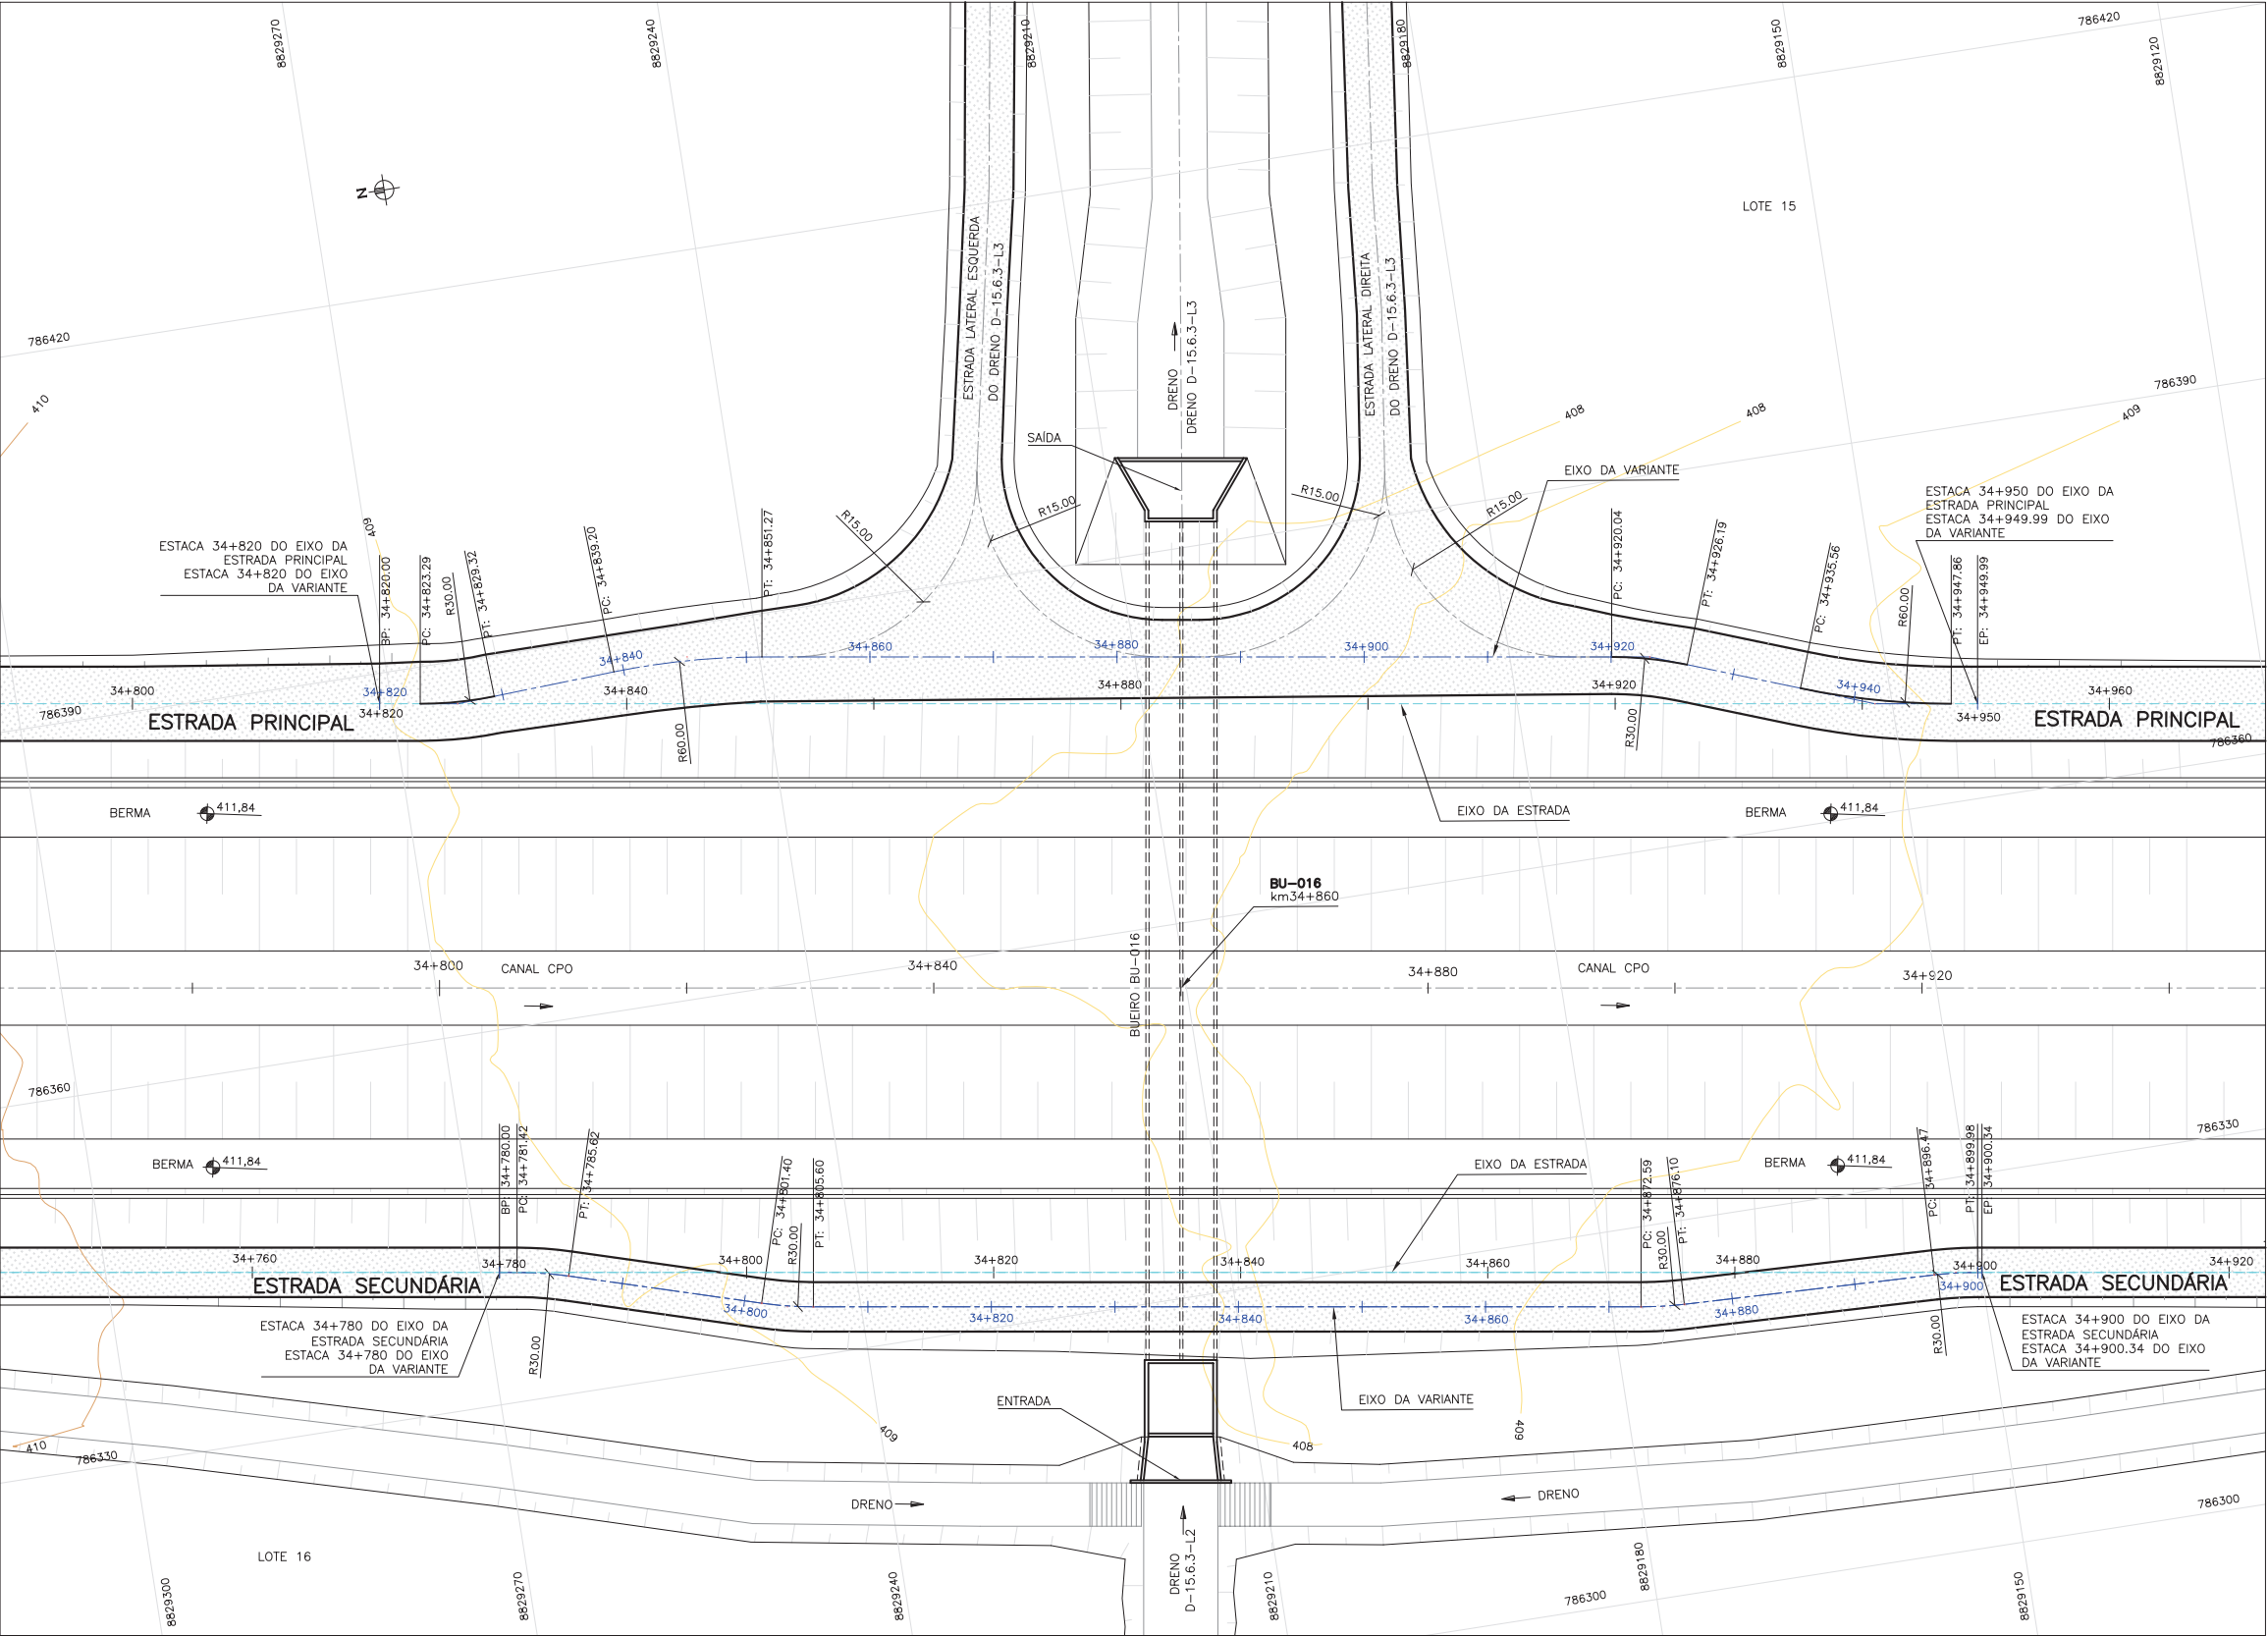 8829270
8829240
8829210
8829180
8829150
8829120
786420
N
LOTE 15
786420
410
ESTRADA LATERAL ESQUERDA
DO DRENO D-15.6.3-L3
DRENO
DRENO D-15.6.3-L3
ESTRADA LATERAL DIREITA
DO DRENO D-15.6.3-L3
786390
408
408
409
SAÍDA
EIXO DA VARIANTE
ESTACA 34+950 DO EIXO DA
ESTRADA PRINCIPAL
ESTACA 34+949.99 DO EIXO
DA VARIANTE
R15.00
R15.00
R15.00
R15.00
409
ESTACA 34+820 DO EIXO DA
ESTRADA PRINCIPAL
ESTACA 34+820 DO EIXO
DA VARIANTE
BP: 34+820.00
PC: 34+823.29
R30.00
PT: 34+829.32
PC: 34+839.20
PT: 34+851.27
PC: 34+920.04
PT: 34+926.19
PC: 34+935.56
R60.00
PT: 34+947.86
EP: 34+949.99
34+820
34+840
34+860
34+880
34+900
34+920
34+940
34+800
34+820
34+840
34+880
34+920
34+950
34+960
786390
ESTRADA PRINCIPAL
R60.00
R30.00
ESTRADA PRINCIPAL
786360
BERMA
411,84
EIXO DA ESTRADA
BERMA
411,84
BU-016
km34+860
BUEIRO BU-016
34+800
CANAL CPO
34+840
34+880
CANAL CPO
34+920
786360
786330
BERMA
411,84
BP: 34+780.00
PC: 34+781.42
PT: 34+785.62
PC: 34+801.40
R30.00
PT: 34+805.60
EIXO DA ESTRADA
PC: 34+872.59
R30.00
PT: 34+876.10
BERMA
411,84
PC: 34+896.47
PT: 34+899.98
EP: 34+900.34
34+760
34+780
34+800
34+820
34+840
34+860
34+880
34+900
34+920
ESTRADA SECUNDÁRIA
ESTRADA SECUNDÁRIA
34+800
34+820
34+840
34+860
34+880
34+900
ESTACA 34+780 DO EIXO DA
ESTRADA SECUNDÁRIA
ESTACA 34+780 DO EIXO
DA VARIANTE
R30.00
R30.00
ESTACA 34+900 DO EIXO DA
ESTRADA SECUNDÁRIA
ESTACA 34+900.34 DO EIXO
DA VARIANTE
ENTRADA
EIXO DA VARIANTE
410
786330
409
408
409
DRENO
DRENO
786300
LOTE 16
DRENO
D-15.6.3-L2
786300
8829300
8829270
8829240
8829210
8829180
8829150